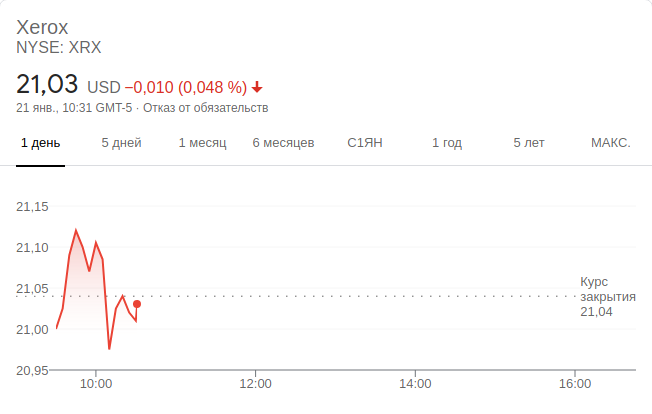 Xerox
NYSE: XRX
21,03 USD −0,010 (0,048 %)
21 янв., 10:31 GMT-5 · Отказ от обязательств
1 день 5 дней 1 месяц 6 месяцев С1ЯН 1 год 5 лет МАКС.
21,15
21,10
21,05
21,00
20,95
Курс
закрытия
21,04
10:00 12:00 14:00 16:00